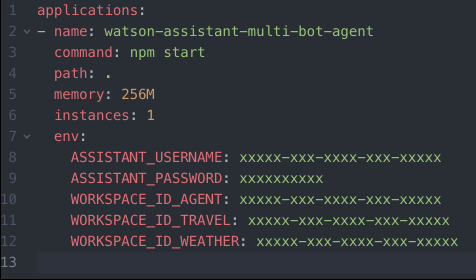 1 applications:
2 - name: watson-assistant-multi-bot-agent
3 command: npm start
4 path: .
5 memory: 256M
6 instances: 1
7 env:
8 ASSISTANT_USERNAME: xxxxx-xxx-xxxx-xxx-xxxxx
9 ASSISTANT_PASSWORD: xxxxxxxxxx
10 WORKSPACE_ID_AGENT: xxxxx-xxx-xxxx-xxx-xxxxx
11 WORKSPACE_ID_TRAVEL: xxxxx-xxx-xxxx-xxx-xxxxx
12 WORKSPACE_ID_WEATHER: xxxxx-xxx-xxxx-xxx-xxxxx
13